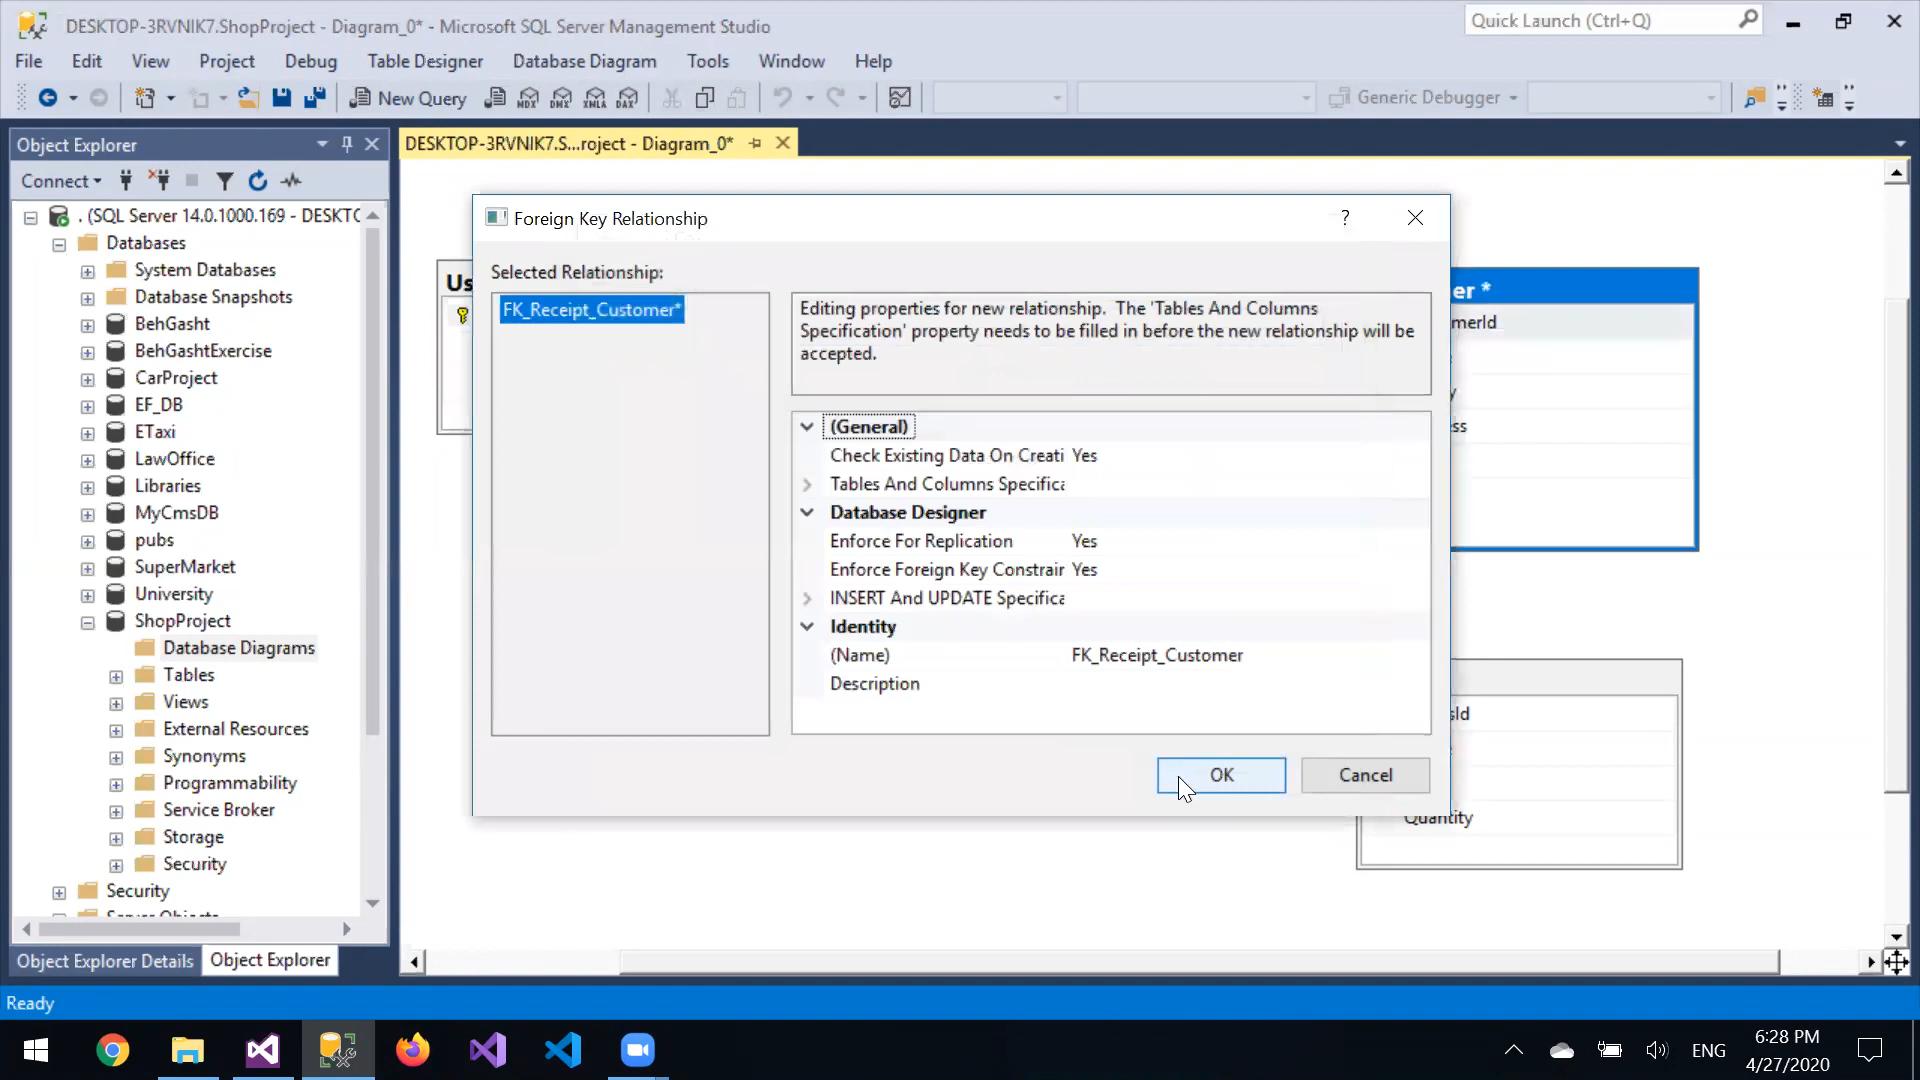 DESKTOP-3RVNIK7.ShopProject - Diagram_0* - Microsoft SQL Server Management Studio
Quick Launch (Ctrl+Q)
File Edit View Project Debug Table Designer Database Diagram Tools Window Help
New Query
MDX DMX XMLA DAX
Generic Debugger
Object Explorer
DESKTOP-3RVNIK7.S...roject - Diagram_0*
Connect
. (SQL Server 14.0.1000.169 - DESKTO
Databases
System Databases
Database Snapshots
BehGasht
BehGashtExercise
CarProject
EF_DB
ETaxi
LawOffice
Libraries
MyCmsDB
pubs
SuperMarket
University
ShopProject
Database Diagrams
Tables
Views
External Resources
Synonyms
Programmability
Service Broker
Storage
Security
Security
Server Objects
Object Explorer Details
Object Explorer
Us
Foreign Key Relationship
?
Selected Relationship:
FK_Receipt_Customer*
Editing properties for new relationship. The 'Tables And Columns
Specification' property needs to be filled in before the new relationship will be
accepted.
(General)
Check Existing Data On Creati Yes
Tables And Columns Specifica
Database Designer
Enforce For Replication Yes
Enforce Foreign Key Constrair Yes
INSERT And UPDATE Specifica
Identity
(Name) FK_Receipt_Customer
Description
OK
Cancel
er *
merId
y
ss
sId
Quantity
Ready
ENG
6:28 PM
4/27/2020